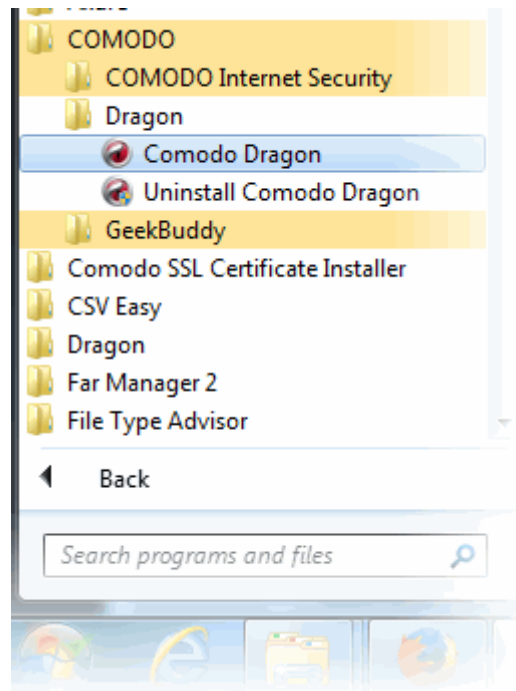 COMODO
COMODO Internet Security
Dragon
Comodo Dragon
Uninstall Comodo Dragon
GeekBuddy
Comodo SSL Certificate Installer
CSV Easy
Dragon
Far Manager 2
File Type Advisor
Back
Search programs and files